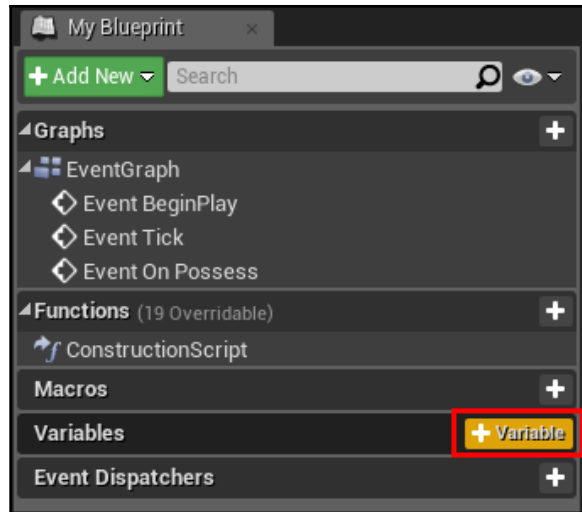 My Blueprint
Add New Search
Graphs
EventGraph
Event BeginPlay
Event Tick
Event On Possess
Functions (19 Overridable)
f ConstructionScript
Macros
Variables + Variable
Event Dispatchers